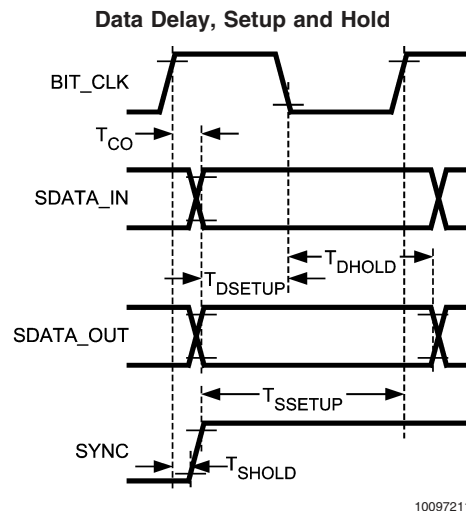 Data Delay, Setup and Hold
BIT_CLK
TCO
SDATA_IN
TDHOLD
TDSETUP
SDATA_OUT
TSSETUP
SYNC
TSHOLD